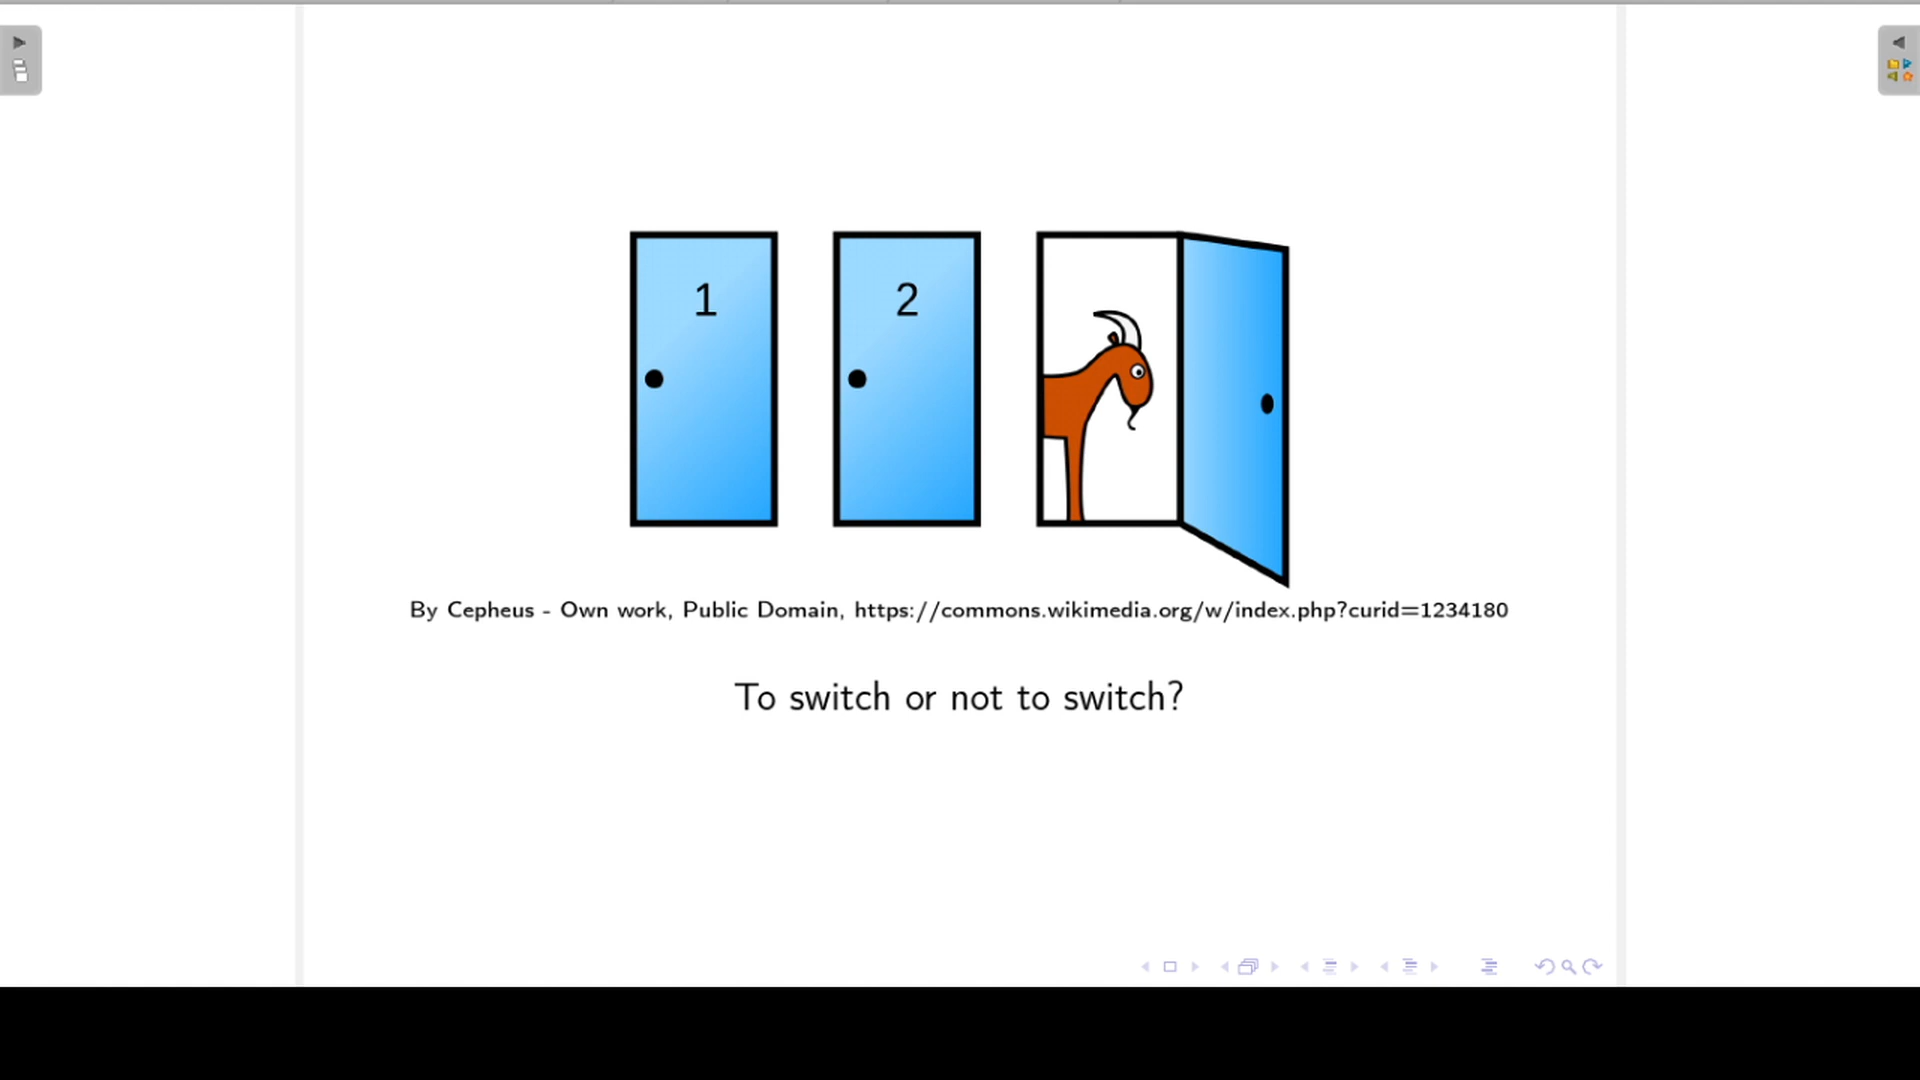 1
2
By Cepheus - Own work, Public Domain, https://commons.wikimedia.org/w/index.php?curid=1234180
To switch or not to switch?